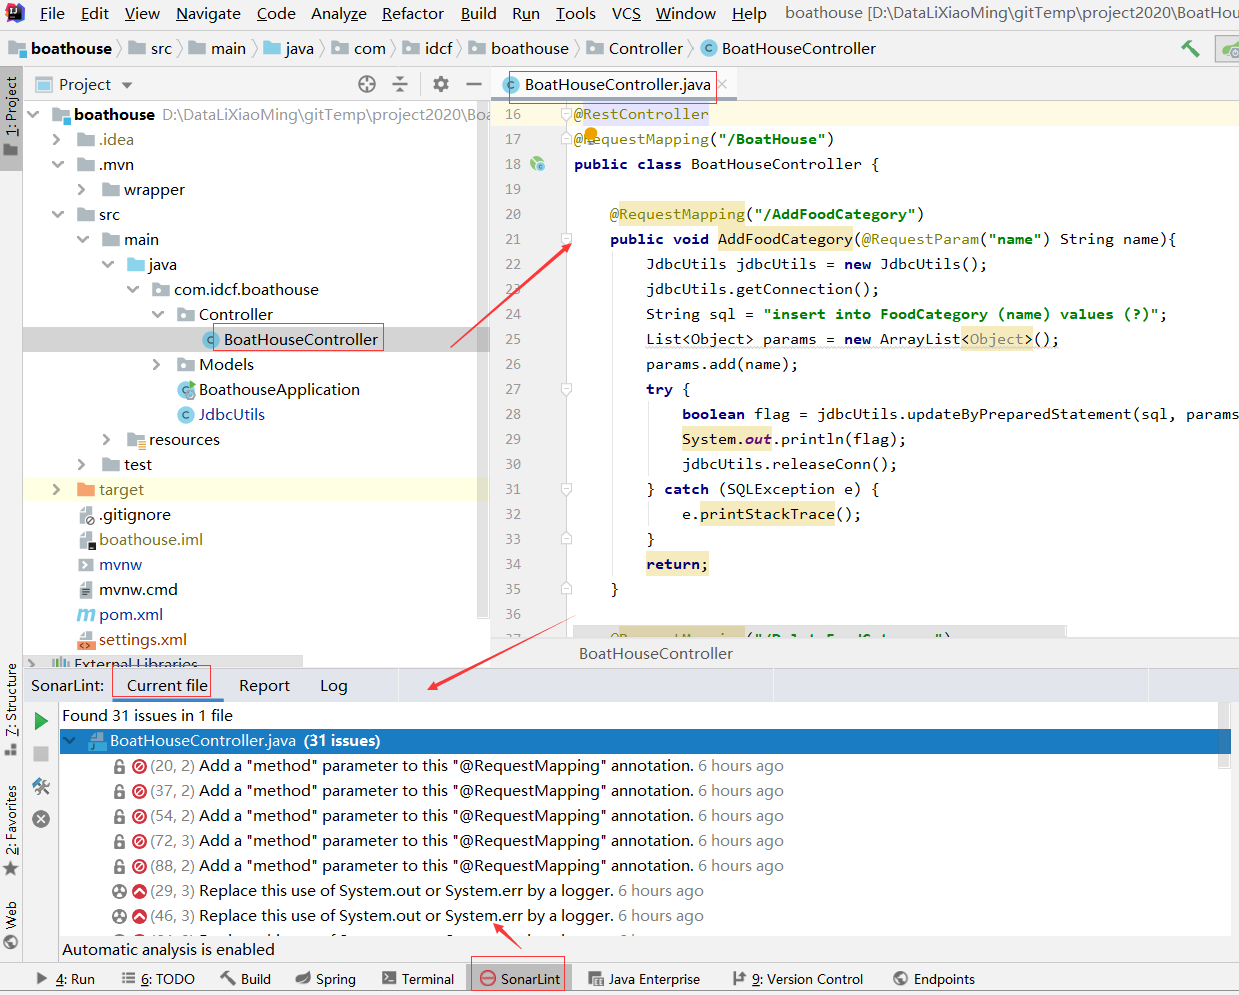 File Edit View Navigate Code Analyze Refactor Build Run Tools VCS Window Help boathouse [D:\DataLiXiaoMing\gitTemp\project2020\BoatHou
boathouse src main java com idcf boathouse Controller BoatHouseController
1: Project
Project
BoatHouseController.java
boathouse D:\DataLiXiaoMing\gitTemp\project2020\Boa
.idea
.mvn
wrapper
src
main
java
com.idcf.boathouse
Controller
BoatHouseController
Models
BoathouseApplication
JdbcUtils
resources
test
target
.gitignore
boathouse.iml
mvnw
mvnw.cmd
pom.xml
settings.xml
External Libraries
16 @RestController
17 @RequestMapping("/BoatHouse")
18 public class BoatHouseController {
19
20 @RequestMapping("/AddFoodCategory")
21 public void AddFoodCategory(@RequestParam("name") String name){
22 JdbcUtils jdbcUtils = new JdbcUtils();
23 jdbcUtils.getConnection();
24 String sql = "insert into FoodCategory (name) values (?)";
25 List<Object> params = new ArrayList<Object>();
26 params.add(name);
27 try {
28 boolean flag = jdbcUtils.updateByPreparedStatement(sql, params
29 System.out.println(flag);
30 jdbcUtils.releaseConn();
31 } catch (SQLException e) {
32 e.printStackTrace();
33 }
34 return;
35 }
36
BoatHouseController
7: Structure
2: Favorites
Web
SonarLint: Current file Report Log
Found 31 issues in 1 file
BoatHouseController.java (31 issues)
(20, 2) Add a "method" parameter to this "@RequestMapping" annotation. 6 hours ago
(37, 2) Add a "method" parameter to this "@RequestMapping" annotation. 6 hours ago
(54, 2) Add a "method" parameter to this "@RequestMapping" annotation. 6 hours ago
(72, 3) Add a "method" parameter to this "@RequestMapping" annotation. 6 hours ago
(88, 2) Add a "method" parameter to this "@RequestMapping" annotation. 6 hours ago
(29, 3) Replace this use of System.out or System.err by a logger. 6 hours ago
(46, 3) Replace this use of System.out or System.err by a logger. 6 hours ago
Automatic analysis is enabled
4: Run 6: TODO Build Spring Terminal SonarLint Java Enterprise 9: Version Control Endpoints